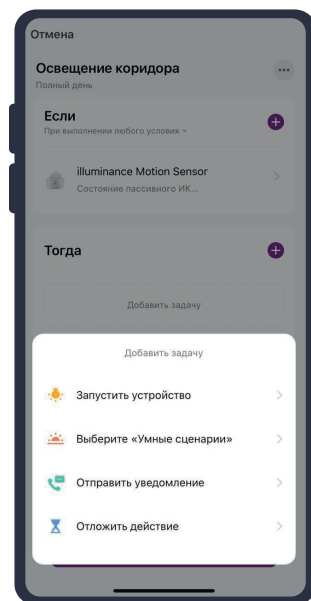 Отмена
Освещение коридора
Полный день
Если
При выполнении любого условия
illuminance Motion Sensor
Состояние пассивного ИК...
Тогда
Добавить задачу
Добавить задачу
Запустить устройство
Выберите «Умные сценарии»
Отправить уведомление
Отложить действие